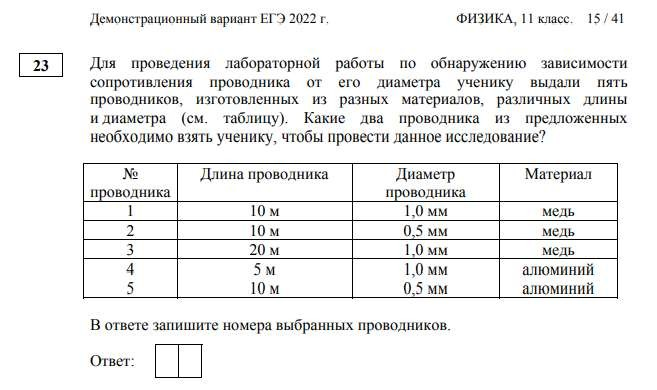 Демонстрационный вариант ЕГЭ 2022 г. ФИЗИКА, 11 класс. 15 / 41
23
Для проведения лабораторной работы по обнаружению зависимости
сопротивления проводника от его диаметра ученику выдали пять
проводников, изготовленных из разных материалов, различных длины
и диаметра (см. таблицу). Какие два проводника из предложенных
необходимо взять ученику, чтобы провести данное исследование?
№ проводника Длина проводника Диаметр проводника Материал
1 10 м 1,0 мм медь
2 10 м 0,5 мм медь
3 20 м 1,0 мм медь
4 5 м 1,0 мм алюминий
5 10 м 0,5 мм алюминий
В ответе запишите номера выбранных проводников.
Ответ: